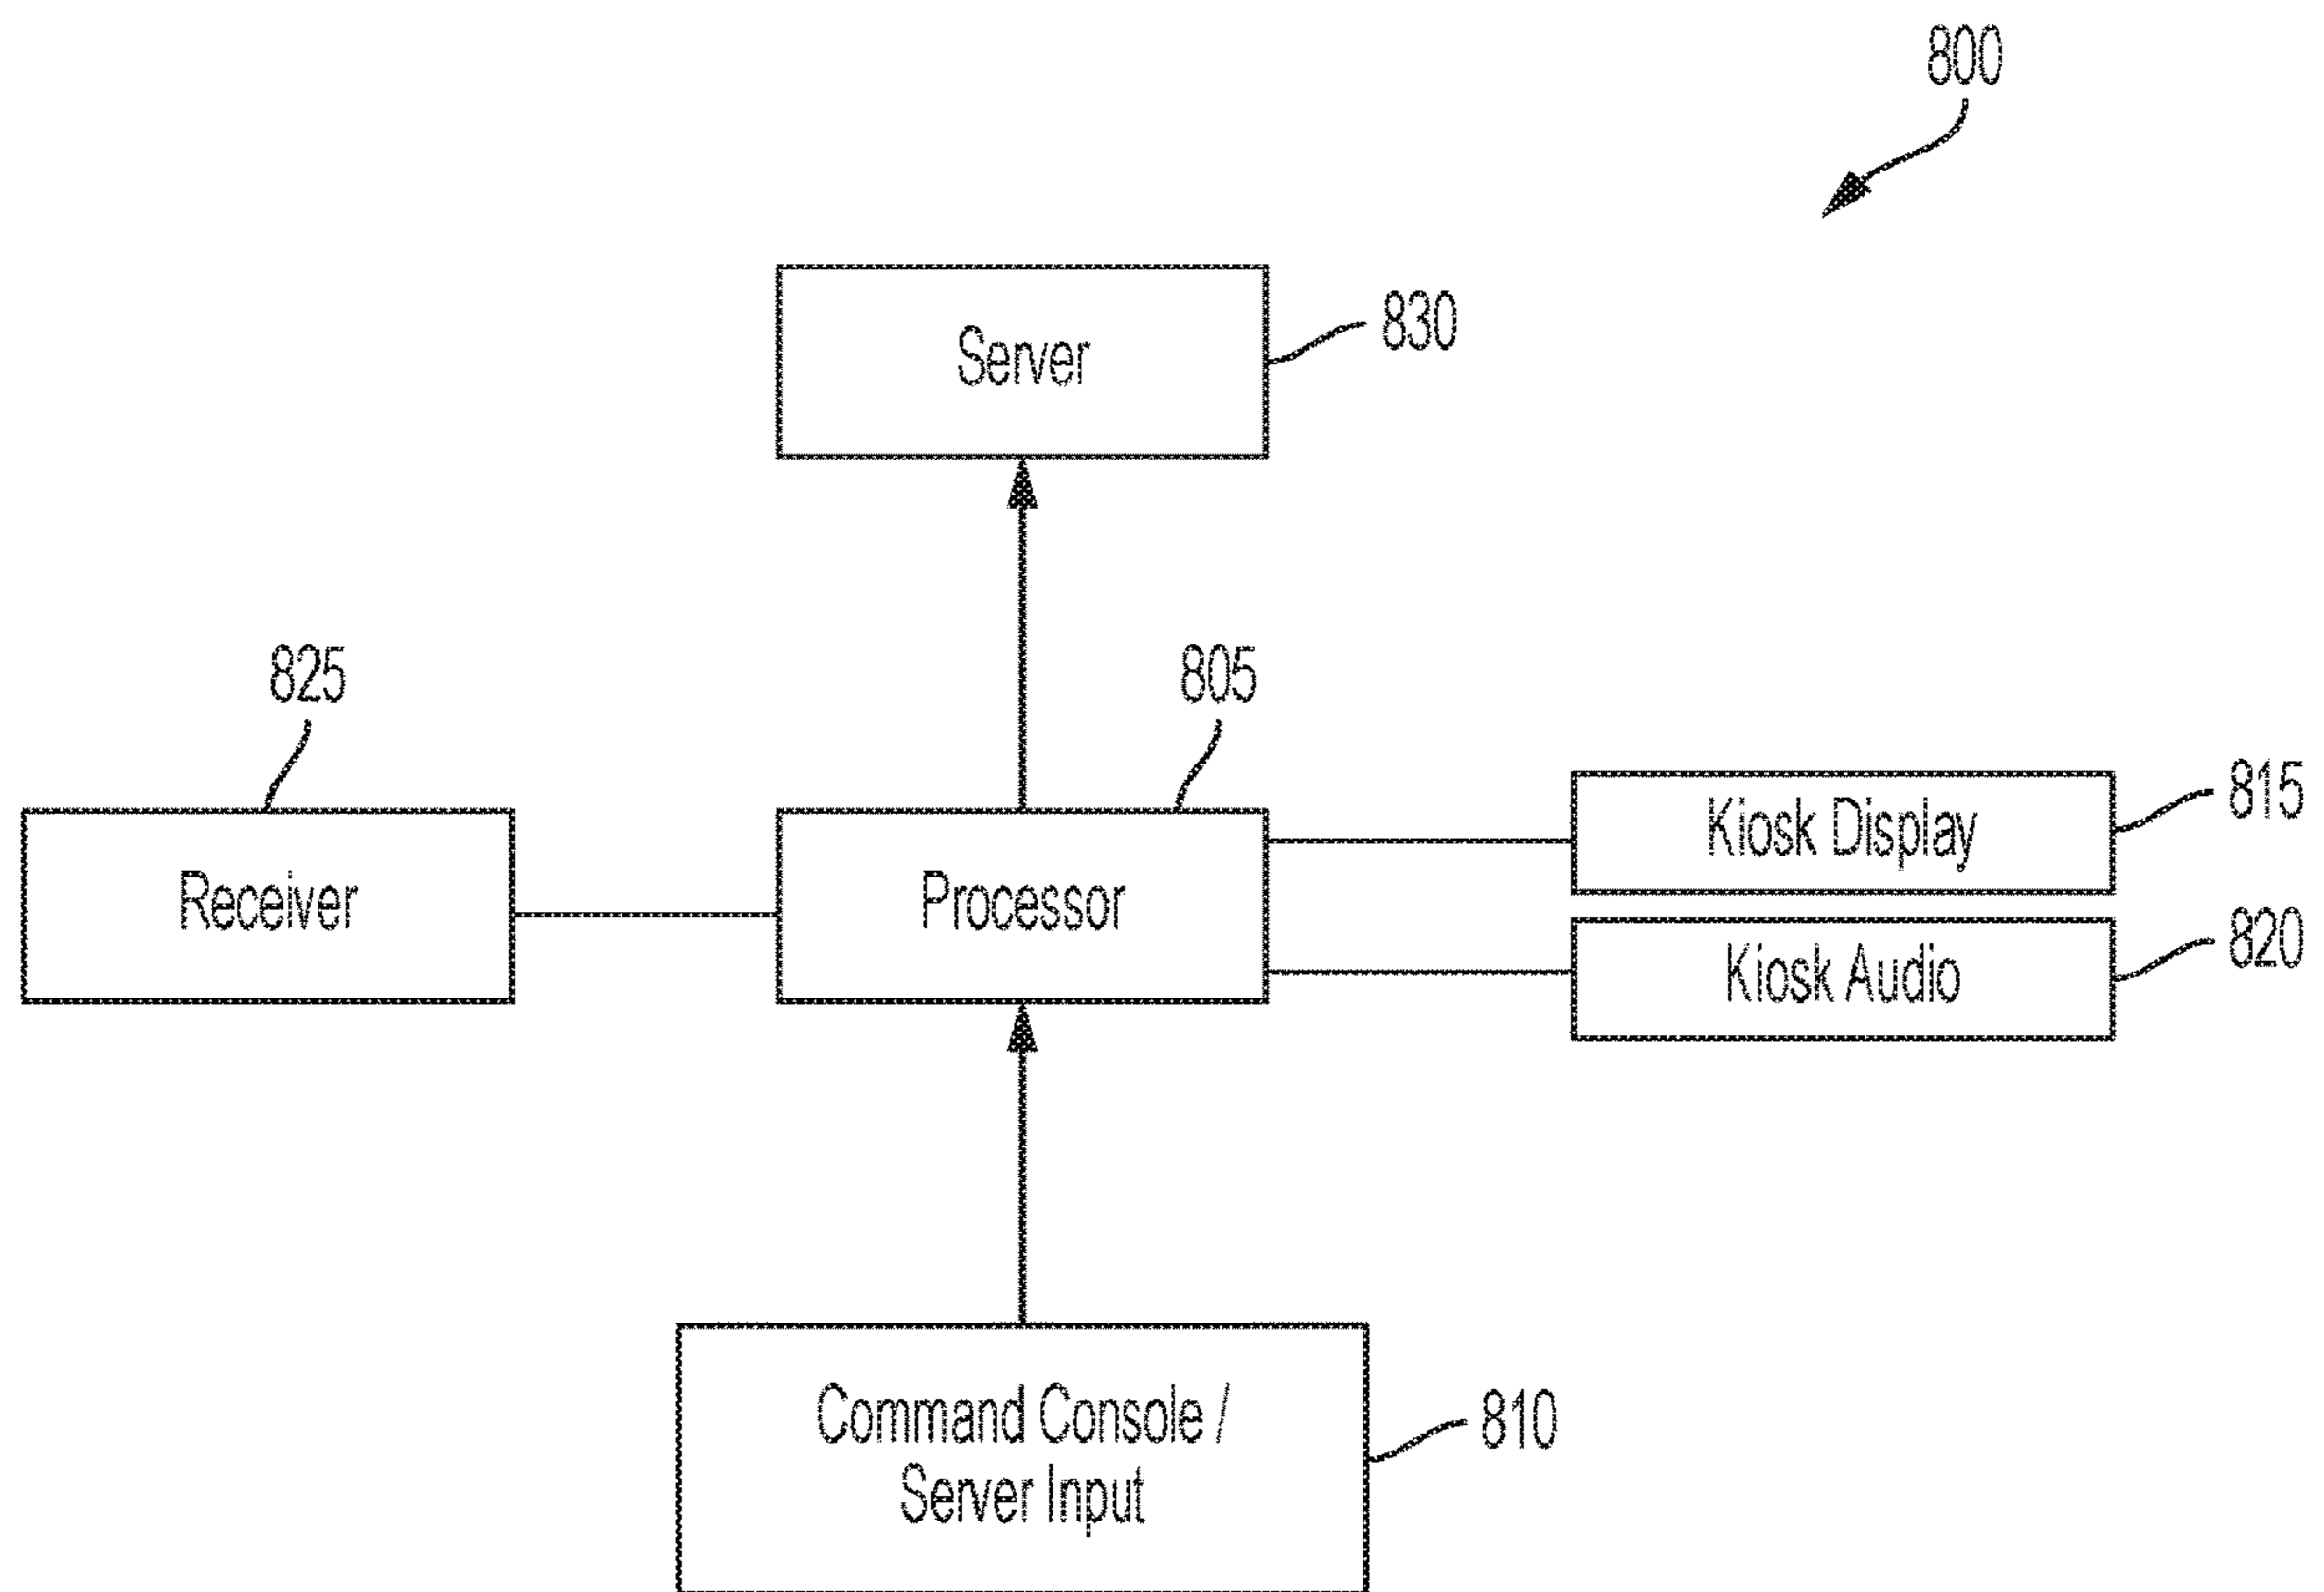 800
Server
830
825
805
Receiver
Processor
Kiosk Display
815
Kiosk Audio
820
Command Console /
Server Input
810